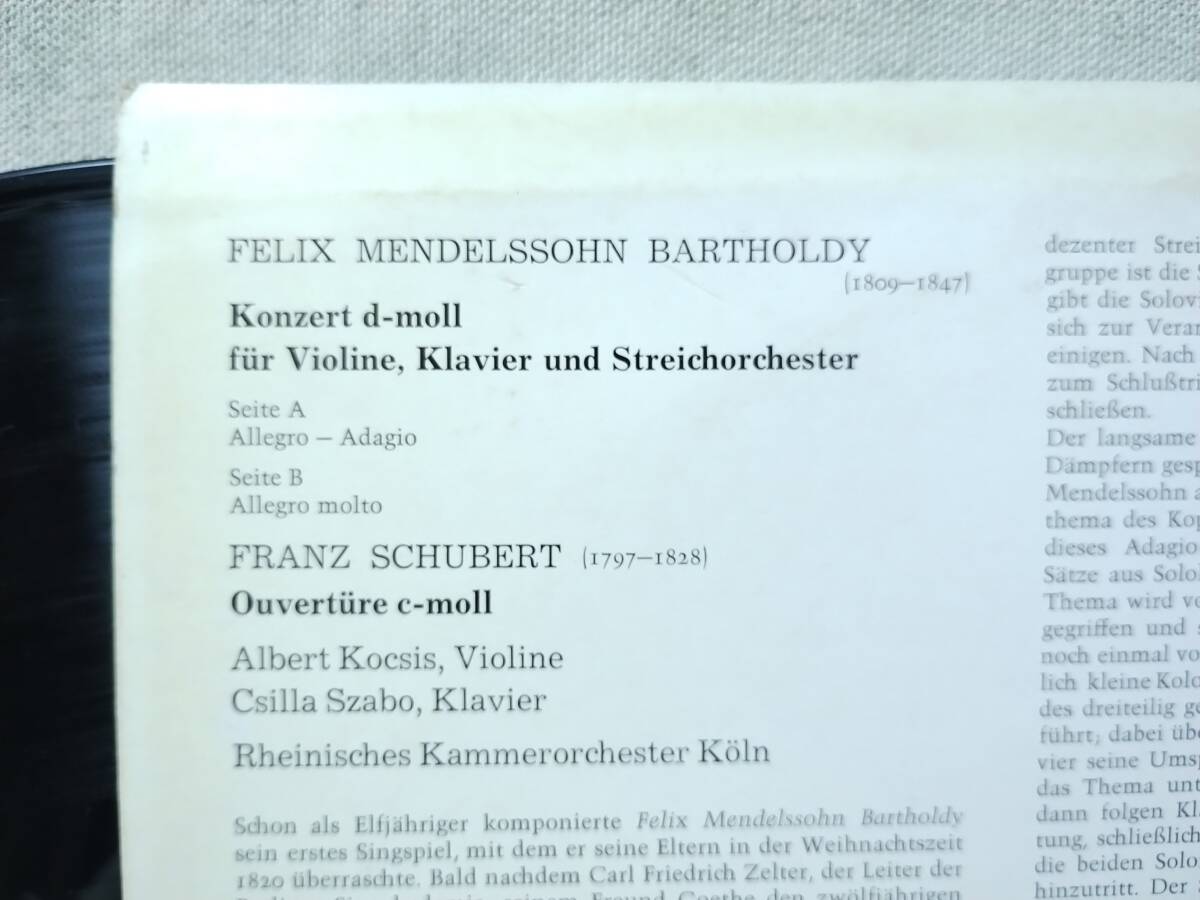 FELIX MENDELSSOHN BARTHOLDY
(1809–1847)
Konzert d-moll
für Violine, Klavier und Streichorchester
Seite A
Allegro – Adagio
Seite B
Allegro molto
FRANZ SCHUBERT (1797–1828)
Ouvertüre c-moll
Albert Kocsis, Violine
Csilla Szabo, Klavier
Rheinisches Kammerorchester Köln
Schon als Elfjähriger komponierte Felix Mendelssohn Bartholdy
sein erstes Singspiel, mit dem er seine Eltern in der Weihnachtszeit
1820 überraschte. Bald nachdem Carl Friedrich Zelter, der Leiter der
Freund Goethe den zwölfjährigen
dezenter
gruppe ist die
gibt die
sich zur
einigen. Nach
zum
schließen.
Der langsame
Dämpfern
Mendelssohn
thema des
dieses Adagio
Sätze aus
Thema wird
gegriffen und
noch einmal
lich kleine
des dreiteilig
führt; dabei
vier seine
das Thema
dann folgen
tung, schließlich
die beiden
hinzutritt. Der